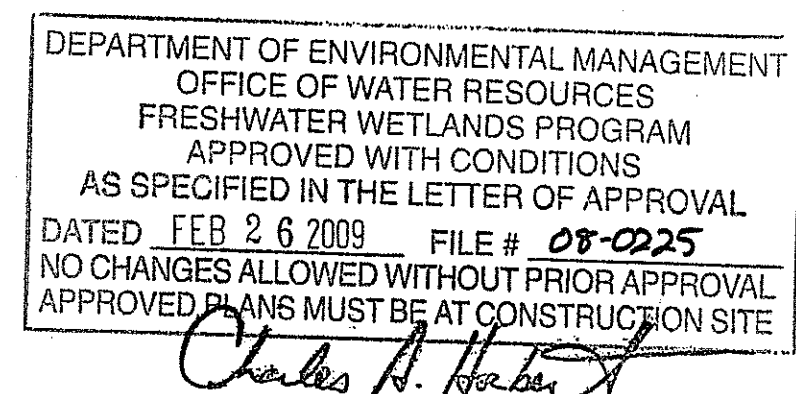 DEPARTMENT OF ENVIRONMENTAL MANAGEMENT
OFFICE OF WATER RESOURCES
FRESHWATER WETLANDS PROGRAM
APPROVED WITH CONDITIONS
AS SPECIFIED IN THE LETTER OF APPROVAL
DATED FEB 26 2009 FILE # 08-0225
NO CHANGES ALLOWED WITHOUT PRIOR APPROVAL
APPROVED PLANS MUST BE AT CONSTRUCTION SITE
Charles A.